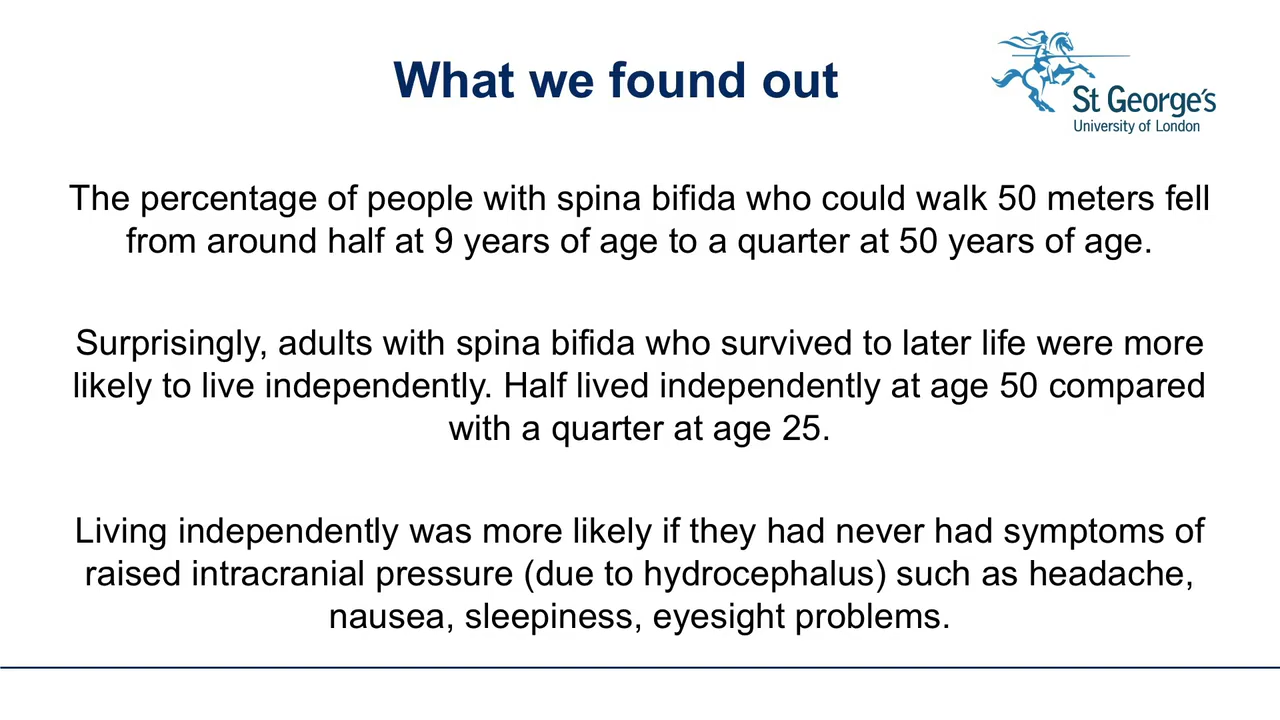 What we found out
St George's
University of London
The percentage of people with spina bifida who could walk 50 meters fell
from around half at 9 years of age to a quarter at 50 years of age.
Surprisingly, adults with spina bifida who survived to later life were more
likely to live independently. Half lived independently at age 50 compared
with a quarter at age 25.
Living independently was more likely if they had never had symptoms of
raised intracranial pressure (due to hydrocephalus) such as headache,
nausea, sleepiness, eyesight problems.